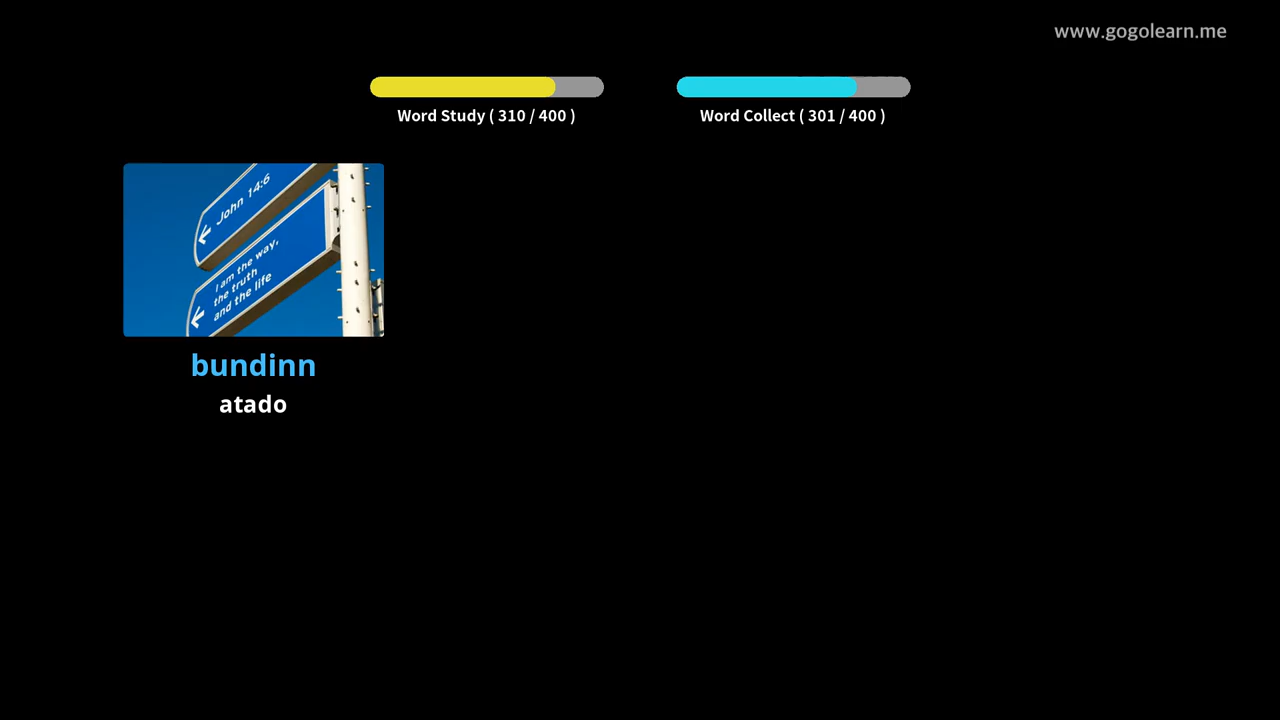 www.gogolearn.me
Word Study ( 310 / 400 )
Word Collect ( 301 / 400 )
John 14:6
I am the way,
the truth
and the life
bundinn
atado